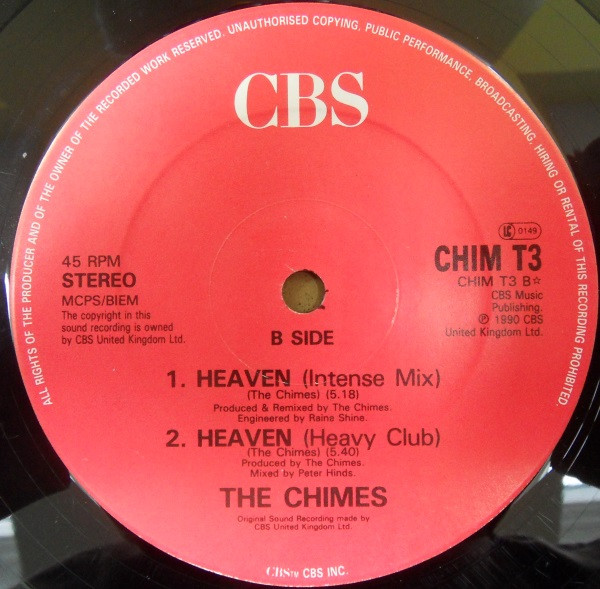 ALL RIGHTS OF THE PRODUCER AND OF THE OWNER OF THE RECORDED WORK RESERVED. UNAUTHORISED COPYING, PUBLIC PERFORMANCE, BROADCASTING, HIRING OR RENTAL OF THIS RECORDING PROHIBITED.
CBS
45 RPM
STEREO
MCPS/BIEM
The copyright in this
sound recording is owned
by CBS United Kingdom Ltd.
LC 0149
CHIM T3
CHIM T3 B☆
CBS Music
Publishing.
℗ 1990 CBS
United Kingdom Ltd.
B SIDE
1. HEAVEN (Intense Mix)
(The Chimes) (5.18)
Produced & Remixed by The Chimes.
Engineered by Raine Shine.
2. HEAVEN (Heavy Club)
(The Chimes) (5.40)
Produced by The Chimes.
Mixed by Peter Hinds.
THE CHIMES
Original Sound Recording made by
CBS United Kingdom Ltd.
CBS™ CBS INC.